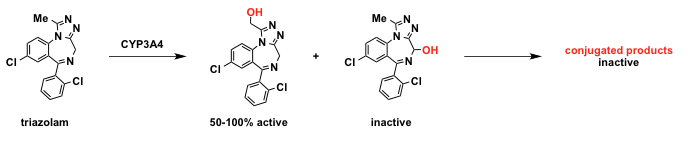 OH
Me
N
N
N
N
Cl
Cl
triazolam
CYP3A4
N
N
N
N
Cl
Cl
50-100% active
+
Me
N
N
N
OH
N
Cl
Cl
inactive
conjugated products
inactive